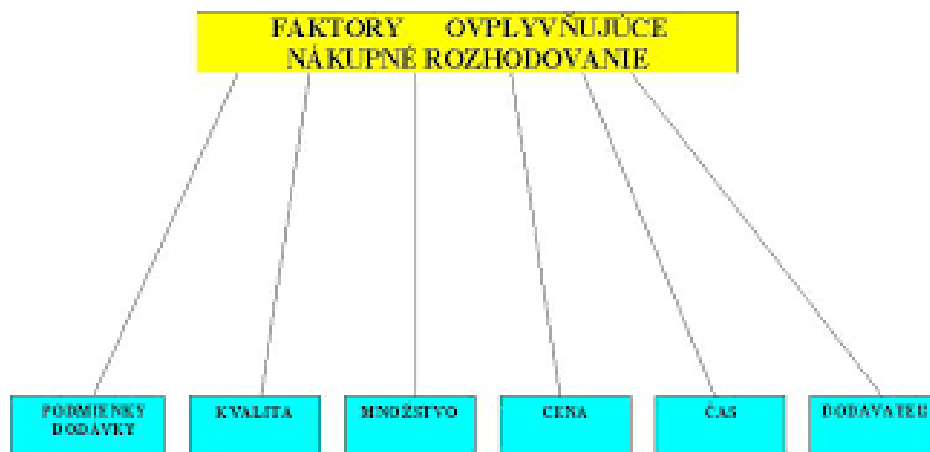 FAKTORY OVPLYVŇUJÚCE
NÁKUPNÉ ROZHODOVANIE
PODMIENKY
DODÁVKY
KVALITA
MNOŽSTVO
CENA
ČAS
DODÁVATEĽ